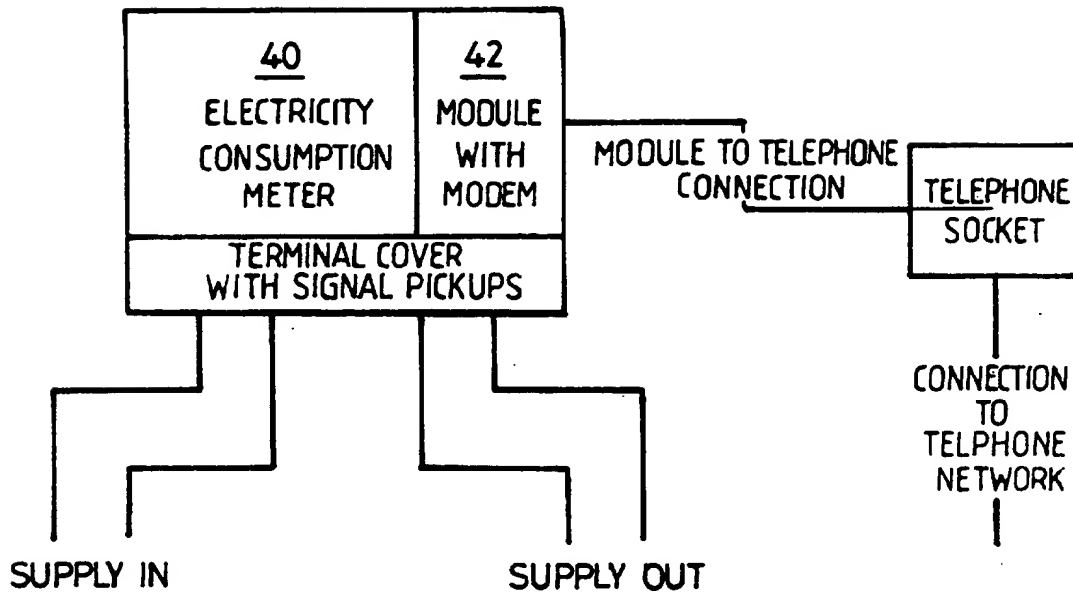 40
ELECTRICITY
CONSUMPTION
METER
42
MODULE
WITH
MODEM
TERMINAL COVER
WITH SIGNAL PICKUPS
MODULE TO TELEPHONE
CONNECTION
TELEPHONE
SOCKET
CONNECTION
TO
TELPHONE
NETWORK
SUPPLY IN
SUPPLY OUT